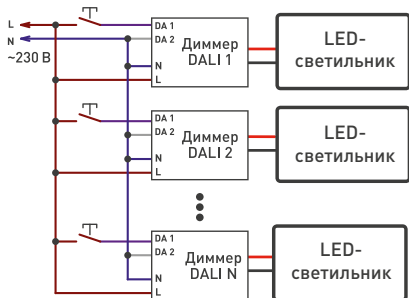 L
N
~230 В
DA 1
DA 2
N
L
Диммер
DALI 1
LED-
светильник
DA 1
DA 2
N
L
Диммер
DALI 2
LED-
светильник
DA 1
DA 2
N
L
Диммер
DALI N
LED-
светильник